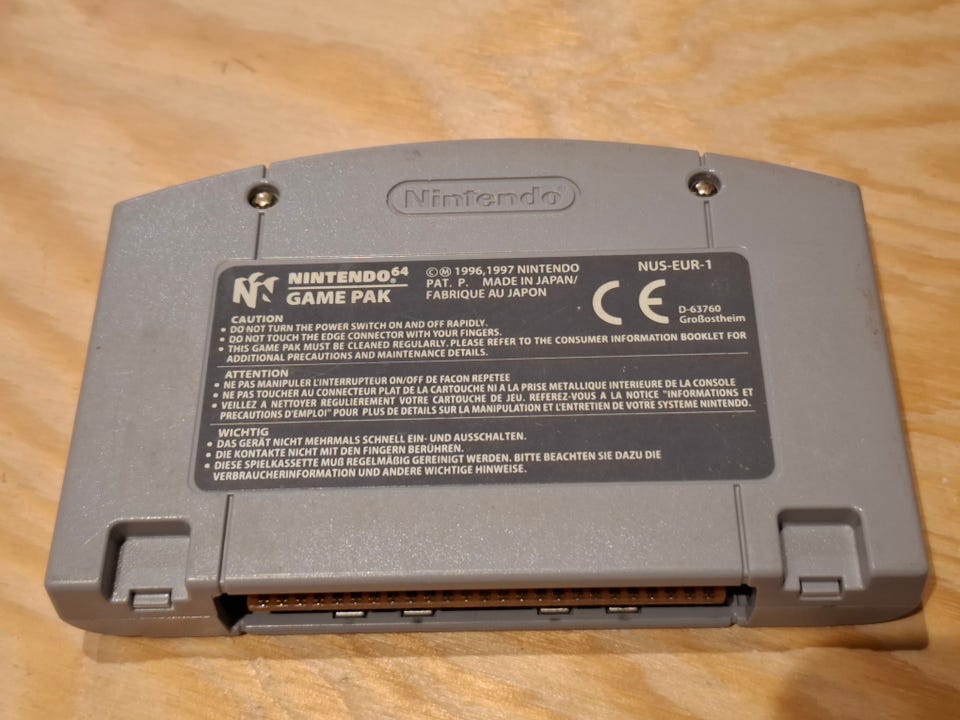 Nintendo®
NINTENDO®64
GAME PAK
©Ⓜ 1996,1997 NINTENDO
PAT. P. MADE IN JAPAN/
FABRIQUE AU JAPON
NUS-EUR-1
CE
D-63760
Großostheim
CAUTION
• DO NOT TURN THE POWER SWITCH ON AND OFF RAPIDLY.
• DO NOT TOUCH THE EDGE CONNECTOR WITH YOUR FINGERS.
• THIS GAME PAK MUST BE CLEANED REGULARLY. PLEASE REFER TO THE CONSUMER INFORMATION BOOKLET FOR
ADDITIONAL PRECAUTIONS AND MAINTENANCE DETAILS.
ATTENTION
• NE PAS MANIPULER L'INTERRUPTEUR ON/OFF DE FACON REPETEE
• NE PAS TOUCHER AU CONNECTEUR PLAT DE LA CARTOUCHE NI A LA PRISE METALLIQUE INTERIEURE DE LA CONSOLE
• VEILLEZ A NETTOYER REGULIEREMENT VOTRE CARTOUCHE DE JEU. REFEREZ-VOUS A LA NOTICE "INFORMATIONS ET
PRECAUTIONS D'EMPLOI" POUR PLUS DE DETAILS SUR LA MANIPULATION ET L'ENTRETIEN DE VOTRE SYSTEME NINTENDO.
WICHTIG
• DAS GERÄT NICHT MEHRMALS SCHNELL EIN- UND AUSSCHALTEN.
• DIE KONTAKTE NICHT MIT DEN FINGERN BERÜHREN.
• DIESE SPIELKASSETTE MUß REGELMÄßIG GEREINIGT WERDEN. BITTE BEACHTEN SIE DAZU DIE
VERBRAUCHERINFORMATION UND ANDERE WICHTIGE HINWEISE.